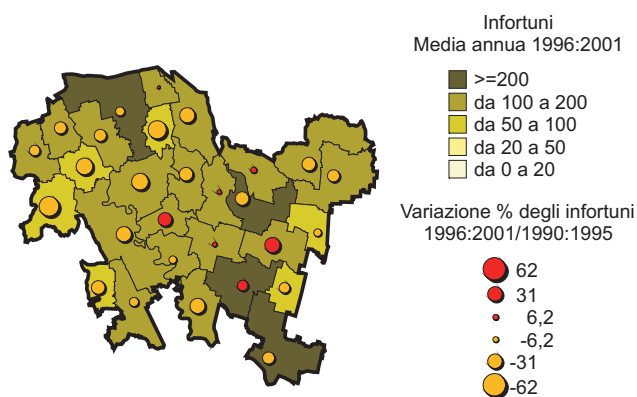 Infortuni
Media annua 1996:2001
>=200
da 100 a 200
da 50 a 100
da 20 a 50
da 0 a 20
Variazione % degli infortuni
1996:2001/1990:1995
62
31
6,2
-6,2
-31
-62